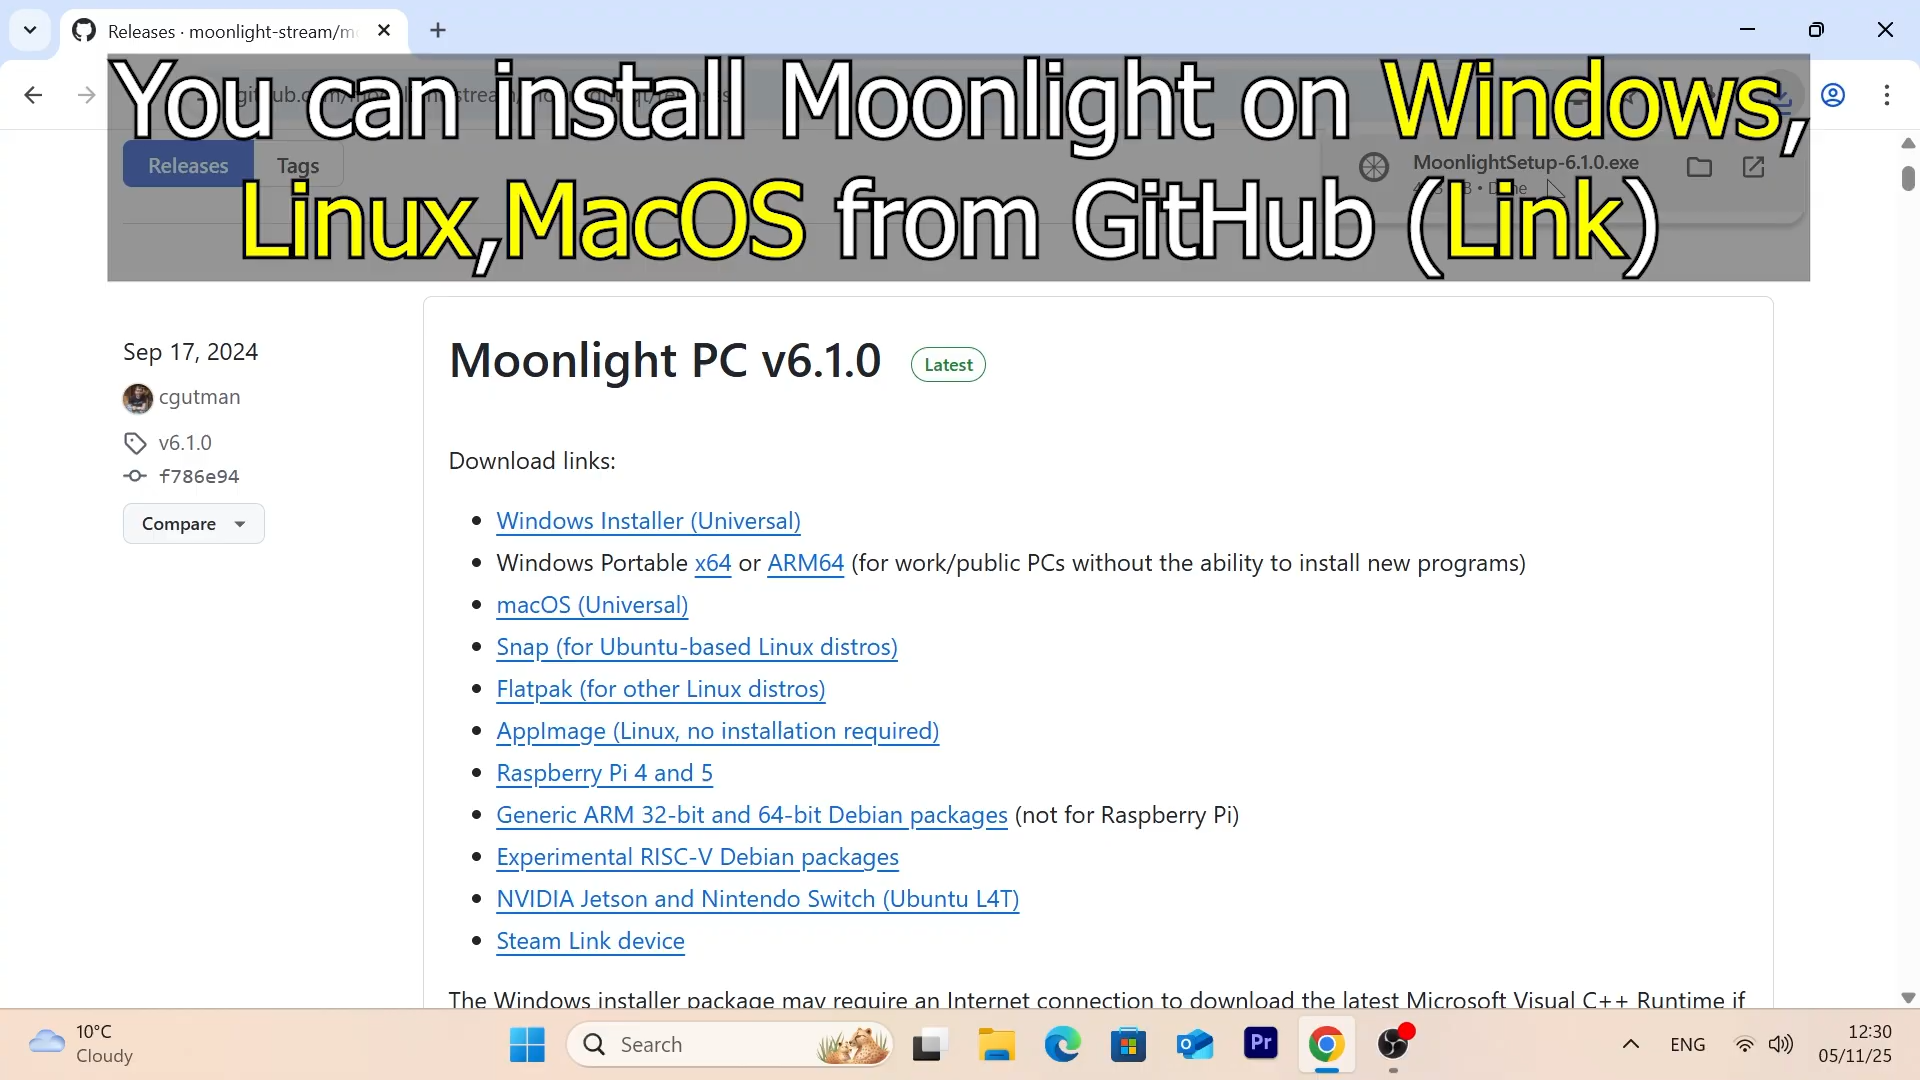 Releases · moonlight-stream/mo
You can install Moonlight on Windows,
Linux,MacOS from GitHub (Link)
Releases
Tags
MoonlightSetup-6.1.0.exe
Done
Sep 17, 2024
cgutman
v6.1.0
f786e94
Compare
Moonlight PC v6.1.0
Latest
Download links:
Windows Installer (Universal)
Windows Portable x64 or ARM64 (for work/public PCs without the ability to install new programs)
macOS (Universal)
Snap (for Ubuntu-based Linux distros)
Flatpak (for other Linux distros)
AppImage (Linux, no installation required)
Raspberry Pi 4 and 5
Generic ARM 32-bit and 64-bit Debian packages (not for Raspberry Pi)
Experimental RISC-V Debian packages
NVIDIA Jetson and Nintendo Switch (Ubuntu L4T)
Steam Link device
The Windows installer package may require an Internet connection to download the latest Microsoft Visual C++ Runtime if
10°C
Cloudy
Search
Pr
ENG
12:30
05/11/25